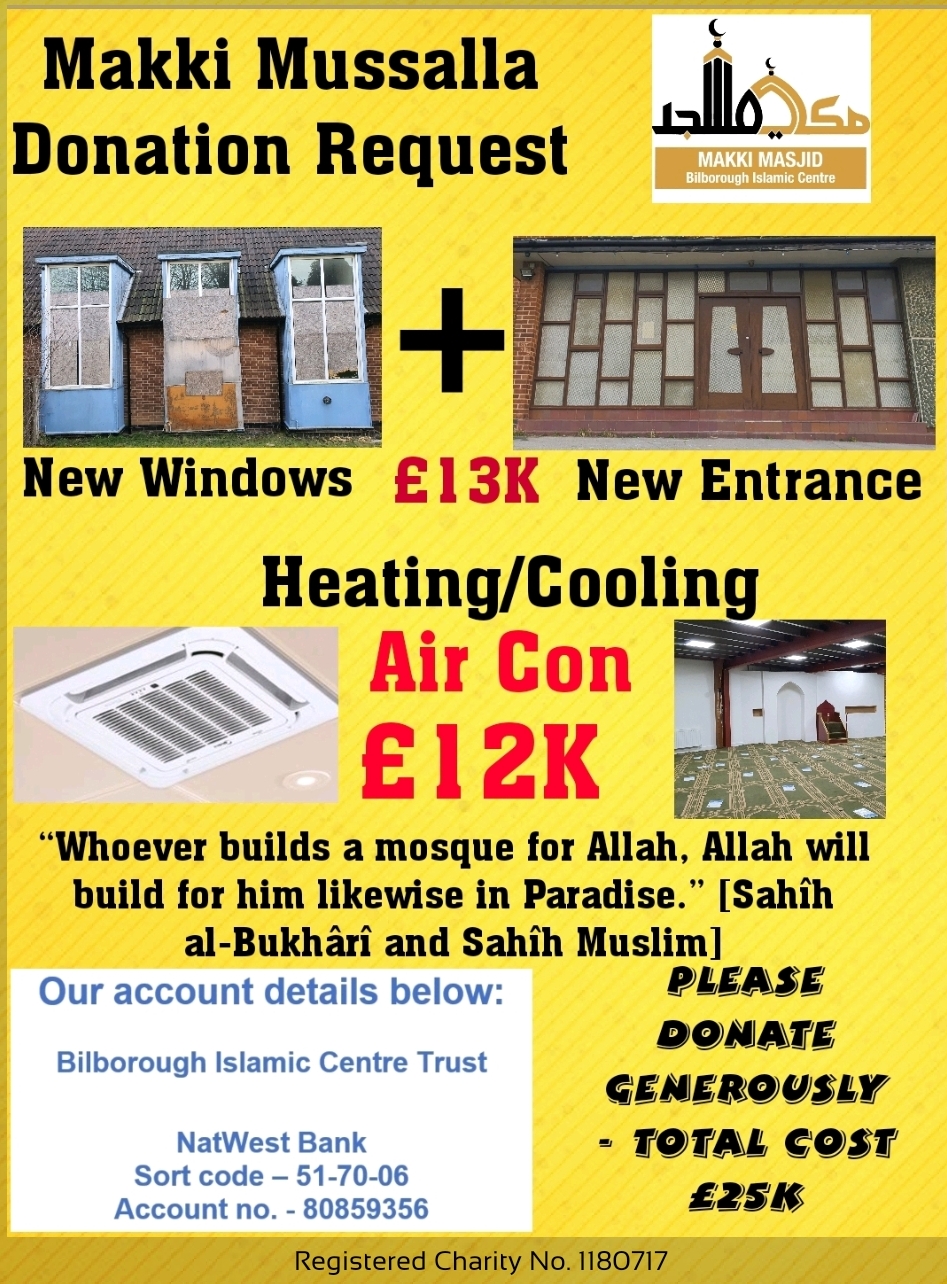 Makki Mussalla
Donation Request
مكي مسجد
MAKKI MASJID
Bilborough Islamic Centre
+
New Windows £13K New Entrance
Heating/Cooling
Air Con
£12K
“Whoever builds a mosque for Allah, Allah will
build for him likewise in Paradise.” [Sahîh
al-Bukhârî and Sahîh Muslim]
Our account details below:
Bilborough Islamic Centre Trust
NatWest Bank
Sort code – 51-70-06
Account no. - 80859356
PLEASE
DONATE
GENEROUSLY
- TOTAL COST
£25K
Registered Charity No. 1180717